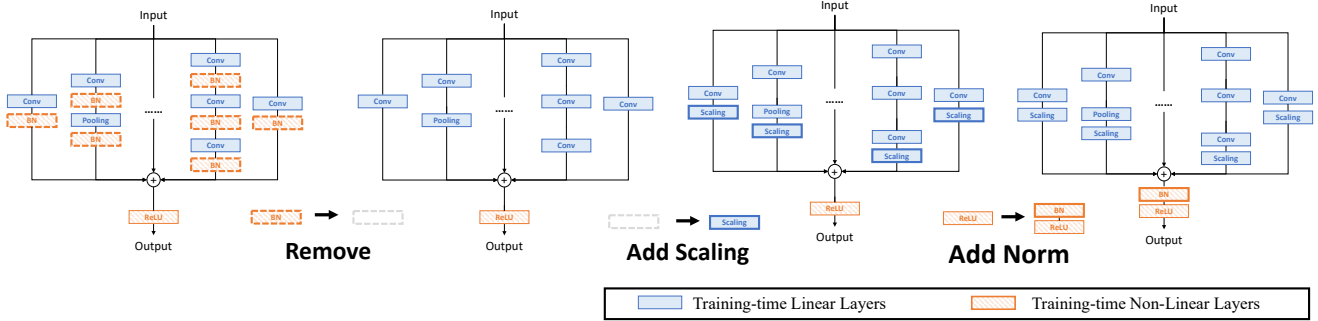 Input
Conv
BN
Conv
BN
Pooling
BN
......
Conv
BN
Conv
BN
Conv
BN
Conv
BN
+
ReLU
Output
BN
Remove
Input
Conv
Conv
Pooling
......
Conv
Conv
Conv
Conv
+
ReLU
Output
Scaling
Add Scaling
Input
Conv
Scaling
Conv
Pooling
Scaling
......
Conv
Conv
Conv
Scaling
Conv
Scaling
+
ReLU
Output
ReLU
BN
ReLU
Add Norm
Input
Conv
Scaling
Conv
Pooling
Scaling
......
Conv
Conv
Conv
Scaling
Conv
Scaling
+
BN
ReLU
Output
Training-time Linear Layers
Training-time Non-Linear Layers